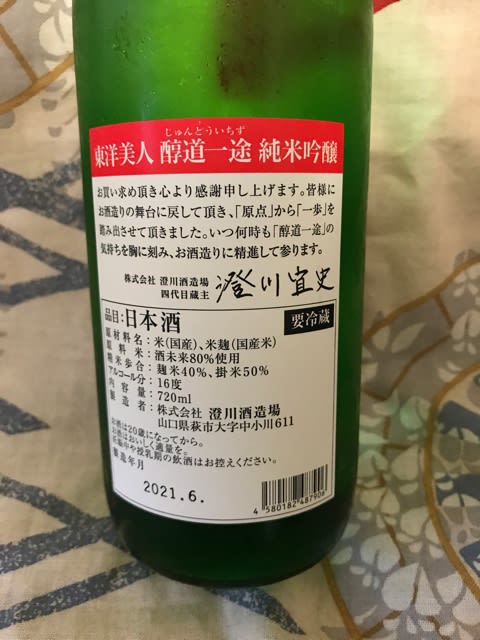 じゅんどういちず
東洋美人 醇道一途 純米吟醸
お買い求め頂き心より感謝申し上げます。皆様に
お酒造りの舞台に戻して頂き、「原点」から「一歩」を
踏み出させて頂きました。いつ何時も「醇道一途」の
気持ちを胸に刻み、お酒造りに精進して参ります。
株式会社 澄川酒造場
四代目蔵主 澄川宜史
品目:日本酒 要冷蔵
原材料名:米(国産)、米麹(国産米)
原料米:酒未来80%使用
精米歩合:麹米40%、掛米50%
アルコール分:16度
内容量:720ml
製造者:株式会社 澄川酒造場
山口県萩市大字中小川611
お酒は20歳になってから。
お酒はおいしく適量を。
妊娠中や授乳期の飲酒はお控えください。
製造年月
2021.6.
4 580182 487908